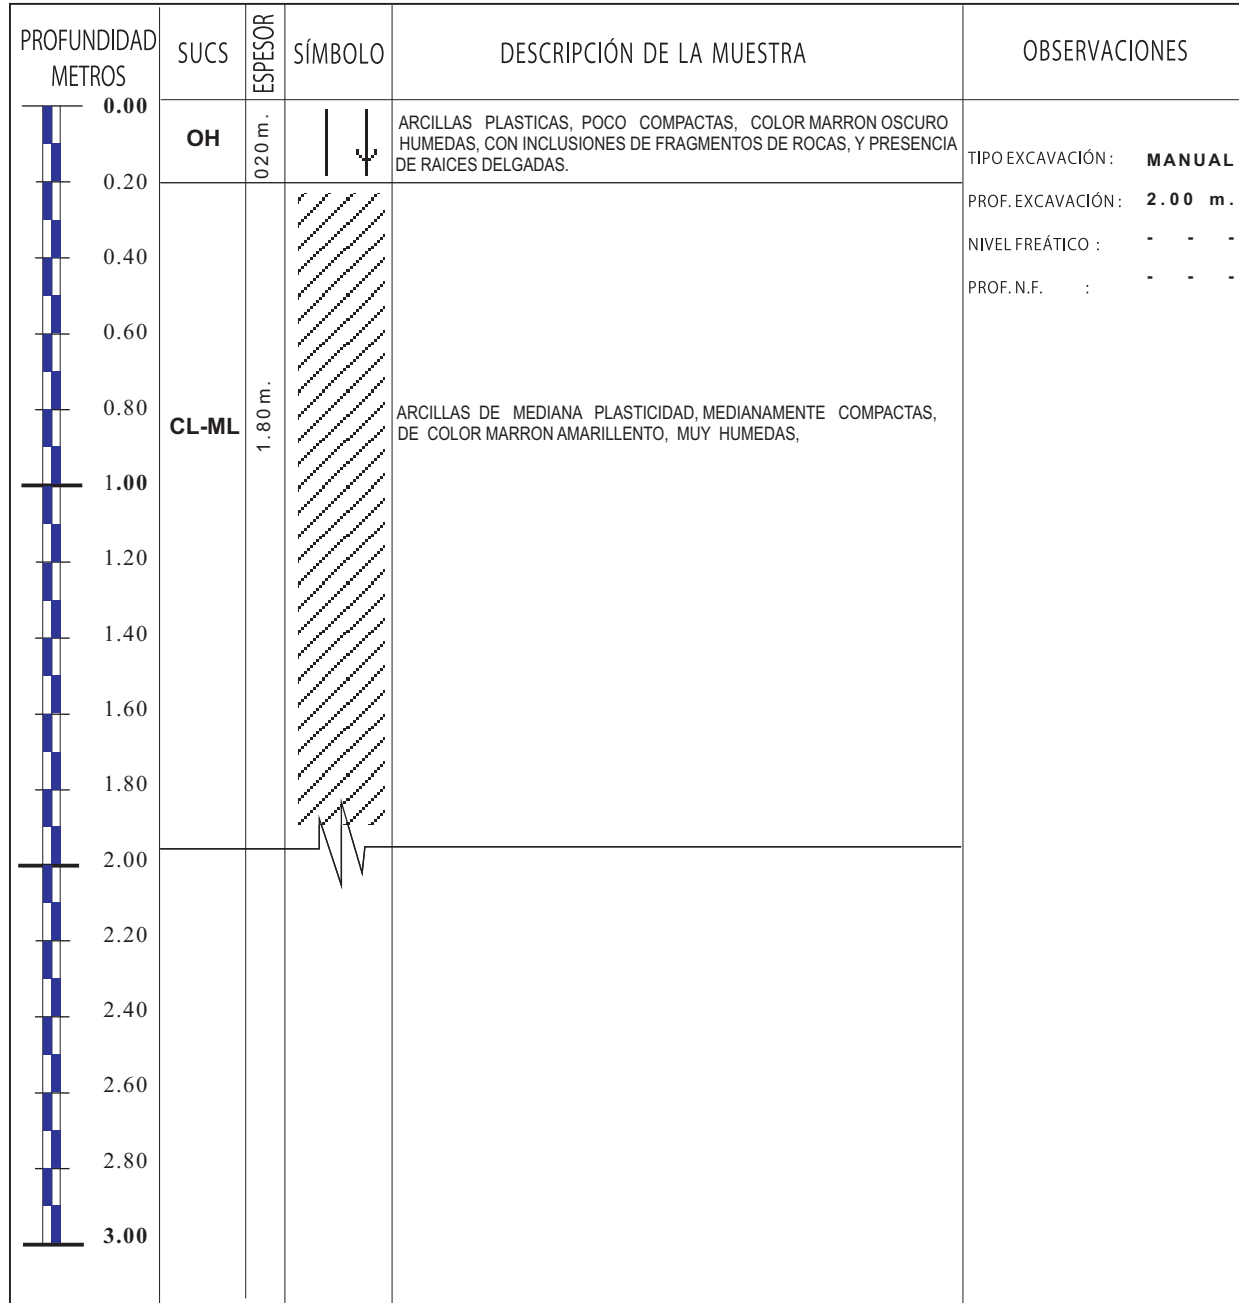 PROFUNDIDAD
METROS
SUCS
ESPESOR
SÍMBOLO
DESCRIPCIÓN DE LA MUESTRA
OBSERVACIONES
0.00
OH
020 m.
ARCILLAS PLASTICAS, POCO COMPACTAS, COLOR MARRON OSCURO
HUMEDAS, CON INCLUSIONES DE FRAGMENTOS DE ROCAS, Y PRESENCIA
DE RAICES DELGADAS.
TIPO EXCAVACIÓN : MANUAL
PROF. EXCAVACIÓN : 2.00 m.
NIVEL FREÁTICO : - - -
PROF. N.F. : - - -
0.20
0.40
0.60
0.80
CL-ML
1.80 m.
ARCILLAS DE MEDIANA PLASTICIDAD, MEDIANAMENTE COMPACTAS,
DE COLOR MARRON AMARILLENTO, MUY HUMEDAS,
1.00
1.20
1.40
1.60
1.80
2.00
2.20
2.40
2.60
2.80
3.00